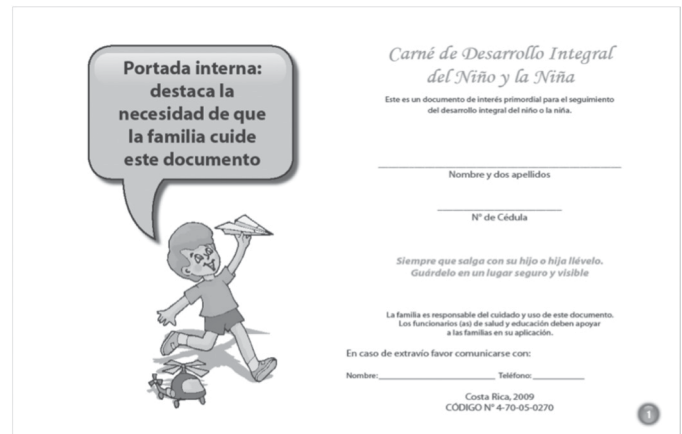 Portada interna:
destaca la
necesidad de que
la familia cuide
este documento
Carné de Desarrollo Integral
del Niño y la Niña
Este es un documento de interés primordial para el seguimiento
del desarrollo integral del niño o la niña.
Nombre y dos apellidos
N° de Cédula
Siempre que salga con su hijo o hija llévelo.
Guárdelo en un lugar seguro y visible
La familia es responsable del cuidado y uso de este documento.
Los funcionarios (as) de salud y educación deben apoyar
a las familias en su aplicación.
En caso de extravío favor comunicarse con:
Nombre:____________________ Teléfono:__________
Costa Rica, 2009
CÓDIGO N° 4-70-05-0270
1